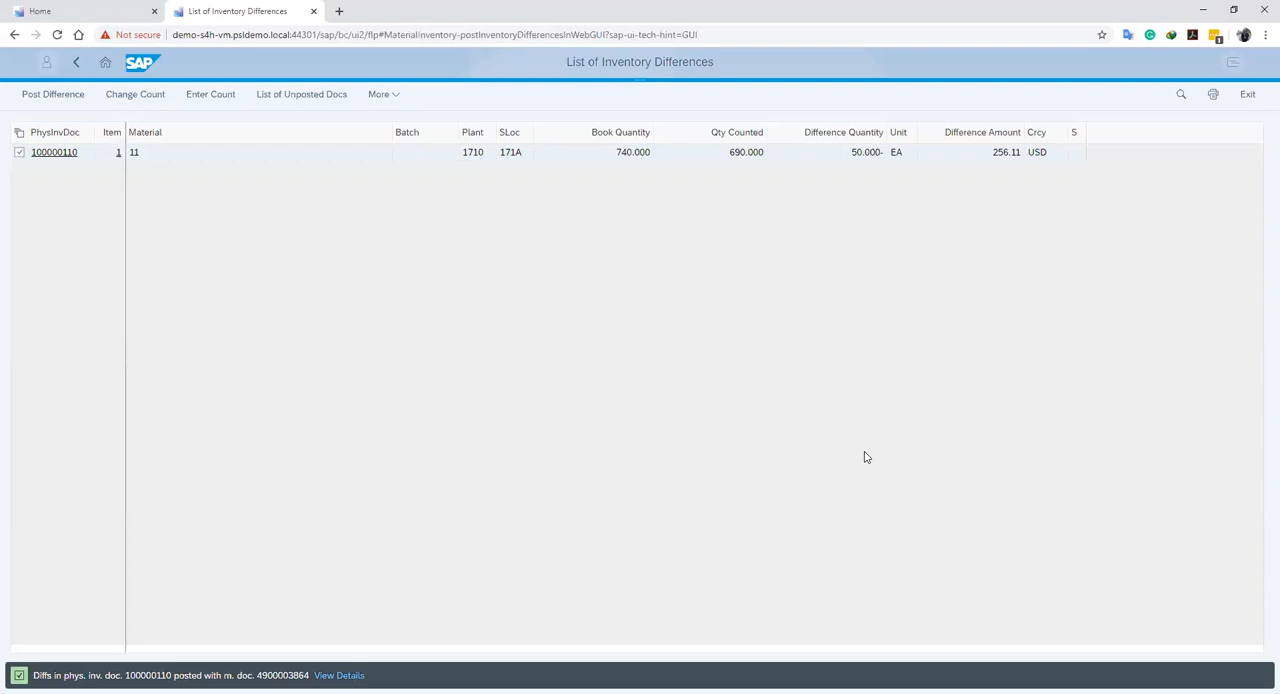 Home
List of Inventory Differences
Not secure demo-s4h-vm.psldemo.local:44301/sap/bc/ui2/flp#MaterialInventory-postInventoryDifferencesInWebGUI?sap-ui-tech-hint=GUI
1
SAP List of Inventory Differences
Post Difference Change Count Enter Count List of Unposted Docs More Exit
PhysInvDoc Item Material Batch Plant SLoc Book Quantity Qty Counted Difference Quantity Unit Difference Amount Crcy S
100000110 1 11 1710 171A 740.000 690.000 50.000- EA 256.11 USD
Diffs in phys. inv. doc. 100000110 posted with m. doc. 4900003864 View Details